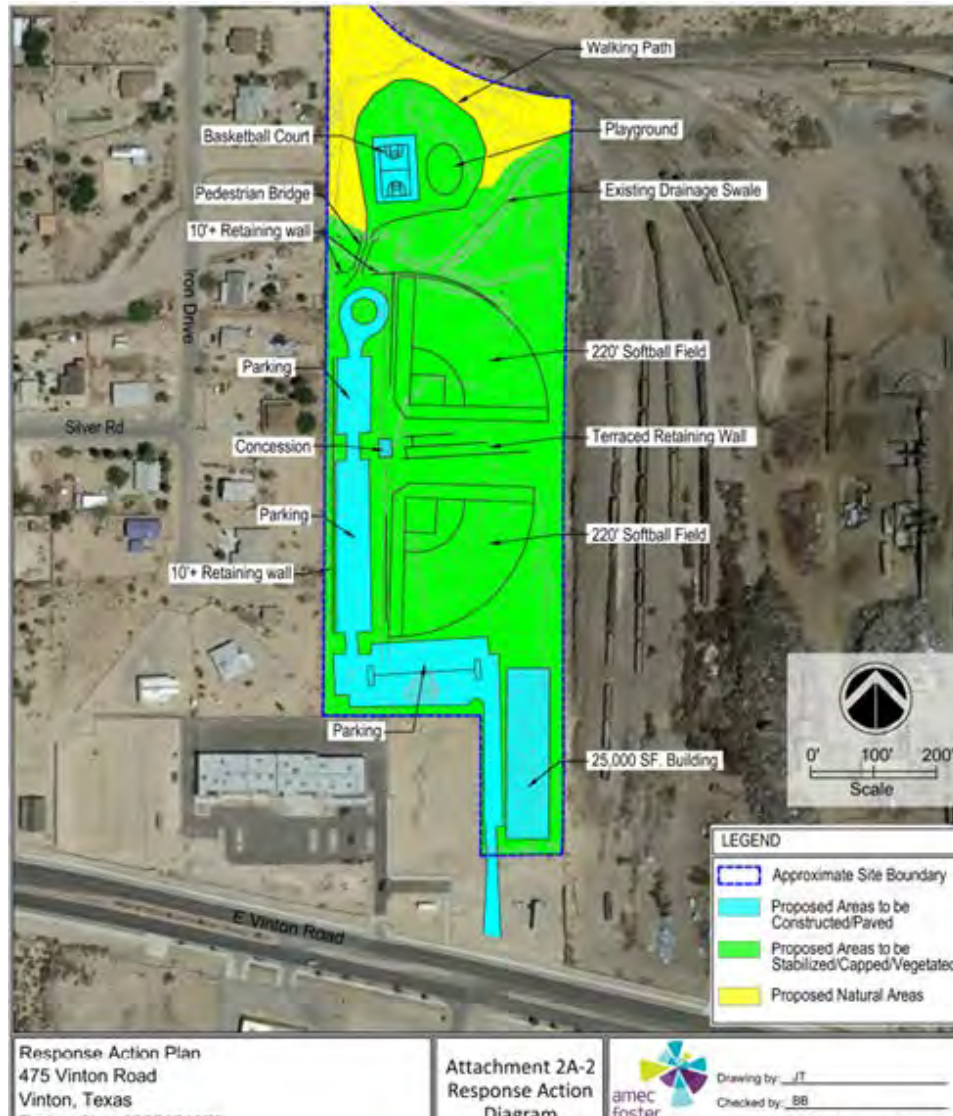 Walking Path
Basketball Court
Playground
Pedestrian Bridge
Existing Drainage Swale
10'+ Retaining wall
Iron Drive
220' Softball Field
Parking
Silver Rd
Concession
Terraced Retaining Wall
Parking
220' Softball Field
10'+ Retaining wall
Parking
25,000 SF. Building
0' 100' 200'
Scale
E Vinton Road
LEGEND
Approximate Site Boundary
Proposed Areas to be
Constructed/Paved
Proposed Areas to be
Stabilized/Capped/Vegetated
Proposed Natural Areas
Response Action Plan
475 Vinton Road
Vinton, Texas
Attachment 2A-2
Response Action
Diagram
amec
foster
Drawing by: JT
Checked by: BB